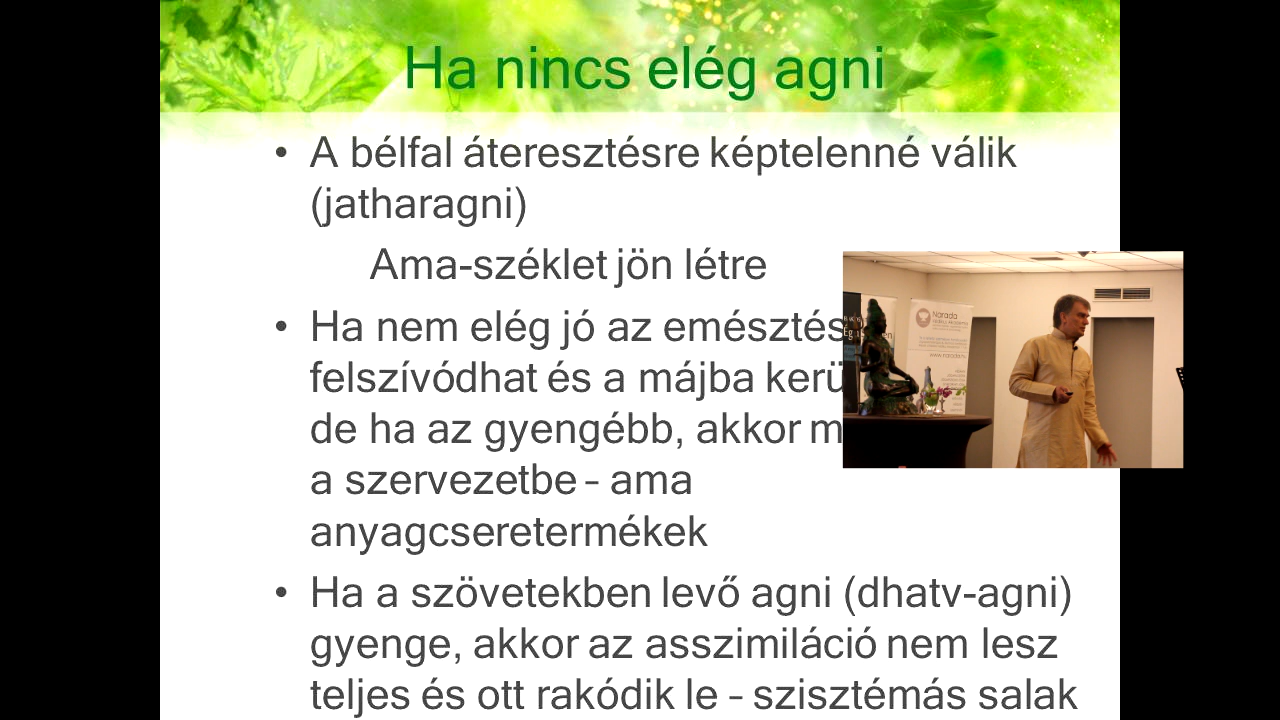 Ha nincs elég agni
• A bélfal áteresztésre képtelenné válik
(jatharagni)
Ama-széklet jön létre
• Ha nem elég jó az emésztés
felszívódhat és a májba kerü
de ha az gyengébb, akkor m
a szervezetbe – ama
anyagcseretermékek
• Ha a szövetekben levő agni (dhatv-agni)
gyenge, akkor az asszimiláció nem lesz
teljes és ott rakódik le – szisztémás salak
Narada